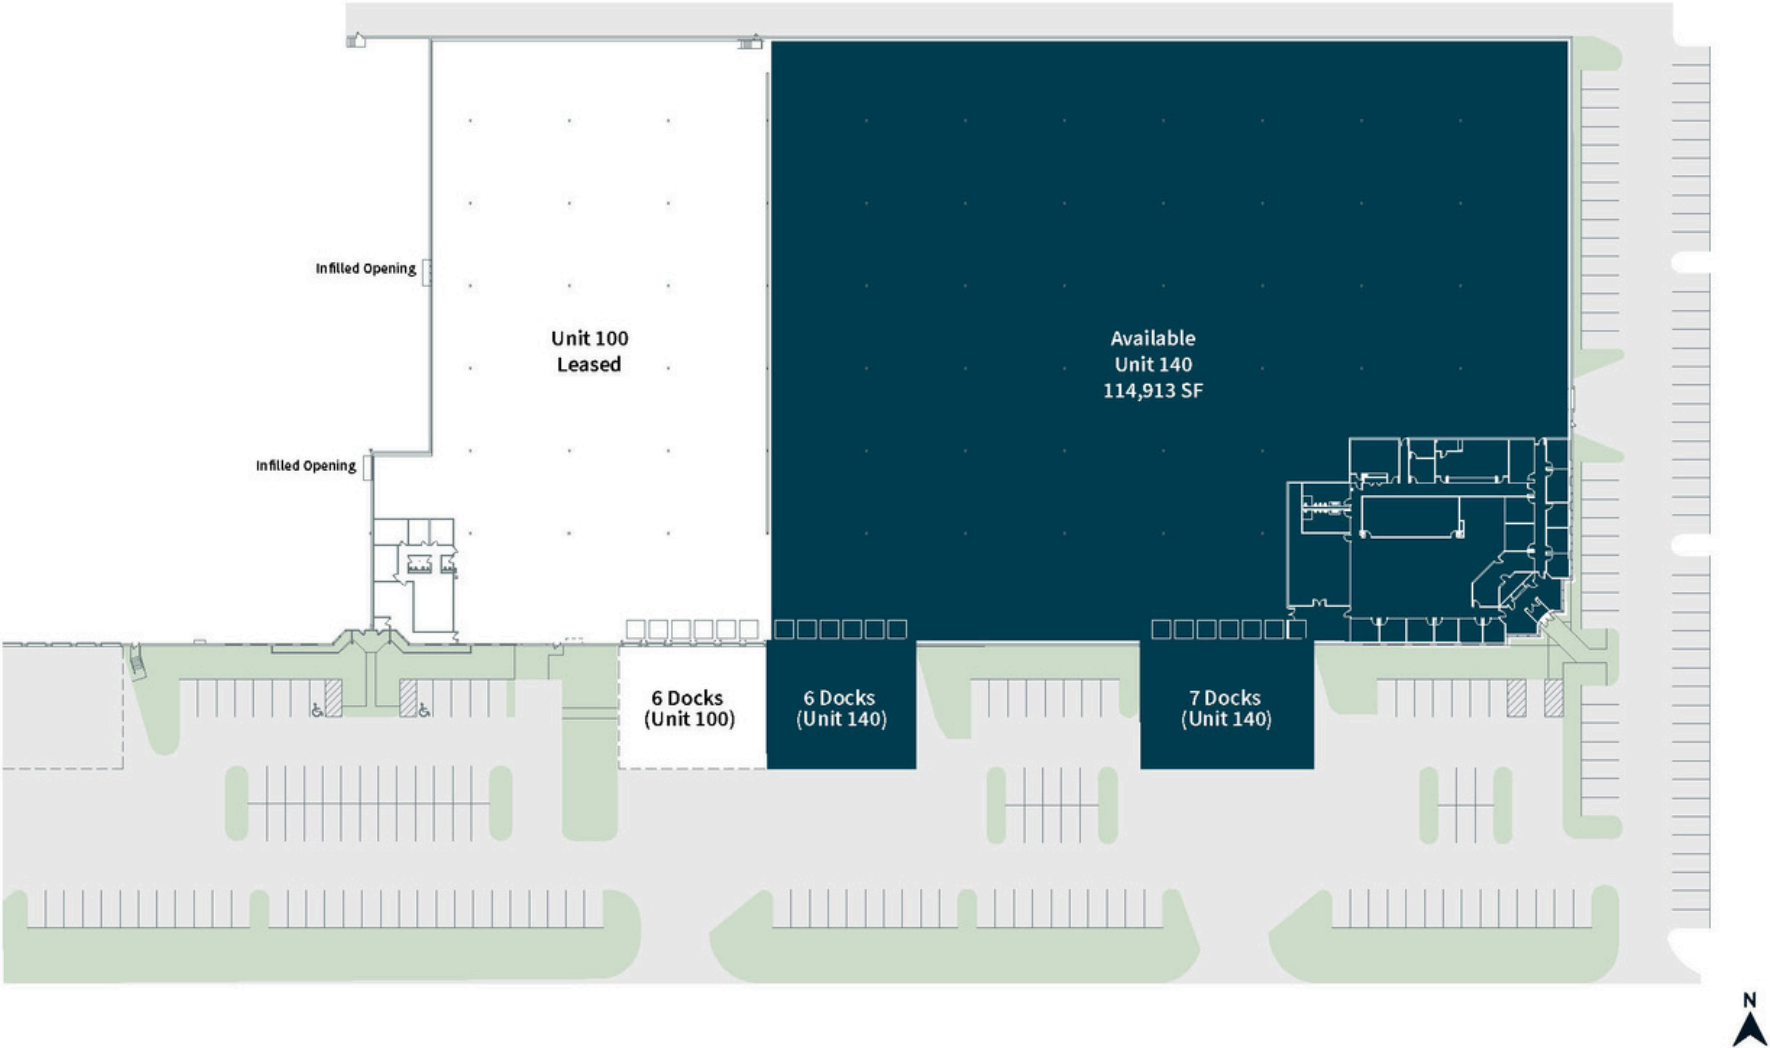 Infilled Opening
Unit 100
Leased
Available
Unit 140
114,913 SF
Infilled Opening
6 Docks
(Unit 100)
6 Docks
(Unit 140)
7 Docks
(Unit 140)
N